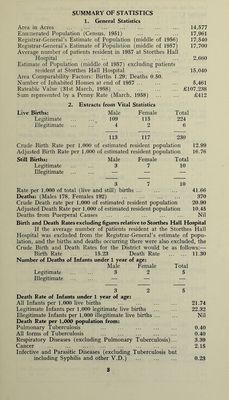 SUMMARY OF STATISTICS
1. General Statistics
Area in Acres ... 14,577
Enumerated Population (Census, 1951) ... 17,961
Registrar-General's Estimate of Population (middle of 1956) 17,540
Registrar-General's Estimate of Population (middle of 1957) 17,700
Average number of patients resident in 1957 at Storthes Hall
Hospital ... 2,660
Estimate of Population (middle of 1957) excluding patients
resident at Storthes Hall Hospital ... 15,040
Area Comparability Factors: Births 1.29; Deaths 0.50.
Number of Inhabited Houses at end of 1957 ... 6,461
Rateable Value (31st March, 1958) ... £107,238
Sum represented by a Penny Rate (March, 1958) £412
2. Extracts from Vital Statistics
Live Births: Male Female Total
Legitimate ... 109 115 224
Illegitimate ... 4 2 6
113 117 230
Crude Birth Rate per 1,000 of estimated resident population 12.99
Adjusted Birth Rate per 1,000 of estimated resident population 16.76
Still Births: Male Female Total
Legitimate ... 3 7 10
Illegitimate ... — — —
3 7 10
Rate per 1,000 of total (live and still) births ... 41.66
Deaths: (Males 178, Females 192) ... 370
Crude Death rate per 1,000 of estimated resident population 20.90
Adjusted Death Rate per 1,000 of estimated resident population 10.45
Deaths from Puerperal Causes ... Nil
Birth and Death Rates excluding figures relative to Storthes Hall Hospital
If the average number of patients resident at the Storthes Hall
Hospital was excluded from the Registrar-General's estimate of popu-
lation, and the births and deaths occurring there were also excluded, the
Crude Birth and Death Rates for the District would be as follows:—
Birth Rate ... 15.23 Death Rate ... 11.30
Number of Deaths of Infants under 1 year of age:
Male Female Total
Legitimate ... 3 2 5
Illegitimate ... — — —
3 2 5
Death Rate of Infants under 1 year of age:
All Infants per 1,000 live births ... 21.74
Legitimate Infants per 1,000 legitimate live births ... 22.32
Illegitimate Infants per 1,000 illegitimate live births ... Nil
Death Rate per 1,000 population from:
Pulmonary Tuberculosis ... 0.40
All forms of Tuberculosis ... 0.40
Respiratory Diseases (excluding Pulmonary Tuberculosis)... 3.39
Cancer ... 2.15
Infective and Parasitic Diseases (excluding Tuberculosis but
including Syphilis and other V.D.) ... 0.23
3